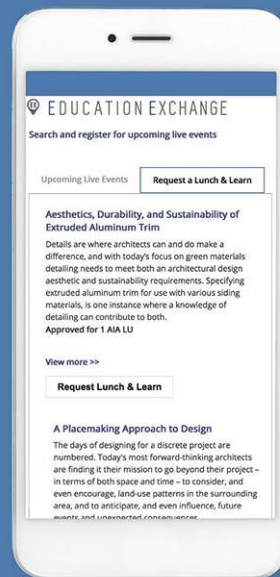 EDUCATION EXCHANGE
Search and register for upcoming live events
Upcoming Live Events
Request a Lunch & Learn
Aesthetics, Durability, and Sustainability of
Extruded Aluminum Trim
Details are where architects can and do make a
difference, and with today's focus on green materials
detailing needs to meet both an architectural design
aesthetic and sustainability requirements. Specifying
extruded aluminum trim for use with various siding
materials, is one instance where a knowledge of
detailing can contribute to both.
Approved for 1 AIA LU
View more >>
Request Lunch & Learn
A Placemaking Approach to Design
The days of designing for a discrete project are
numbered. Today's most forward-thinking architects
are finding it their mission to go beyond their project –
in terms of both space and time – to consider, and
even encourage, land-use patterns in the surrounding
area, and to anticipate, and even influence, future
events and unexpected consequences